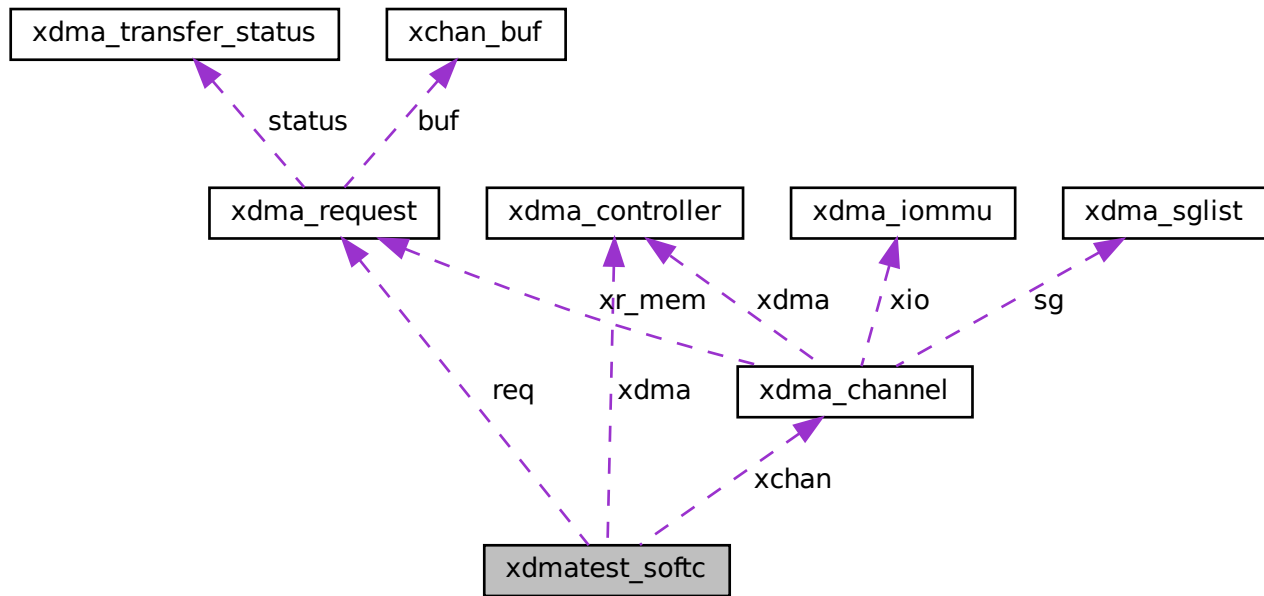 xdma_transfer_status
xchan_buf
status
buf
xdma_request
xdma_controller
xdma_iommu
xdma_sglist
xr_mem
xdma
xio
sg
req
xdma
xdma_channel
xchan
xdmatest_softc